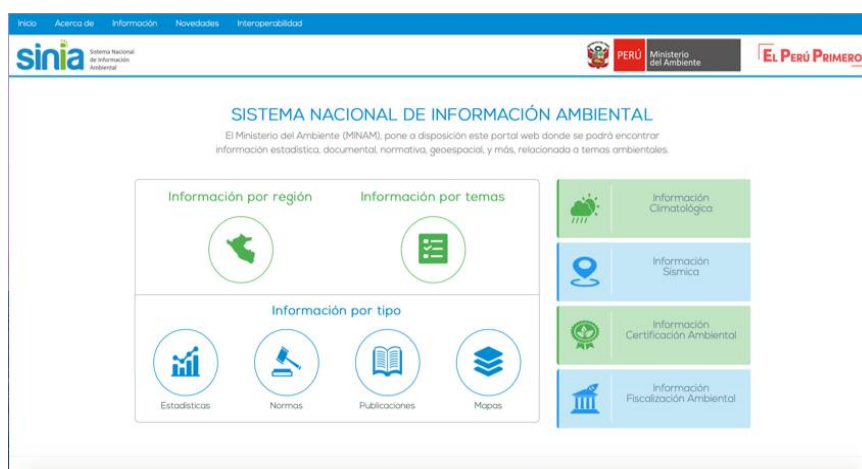 Inicio Acerca de Información Novedades Interoperabilidad
sinia Sistema Nacional
de Información
Ambiental
PERÚ Ministerio
del Ambiente
EL PERÚ PRIMERO
SISTEMA NACIONAL DE INFORMACIÓN AMBIENTAL
El Ministerio del Ambiente (MINAM), pone a disposición este portal web donde se podrá encontrar
información estadística, documental, normativa, geoespacial, y más, relacionada a temas ambientales.
Información por región
Información por temas
Información por tipo
Estadísticas
Normas
Publicaciones
Mapas
Información
Climatológica
Información
Sísmica
Información
Certificación Ambiental
Información
Fiscalización Ambiental